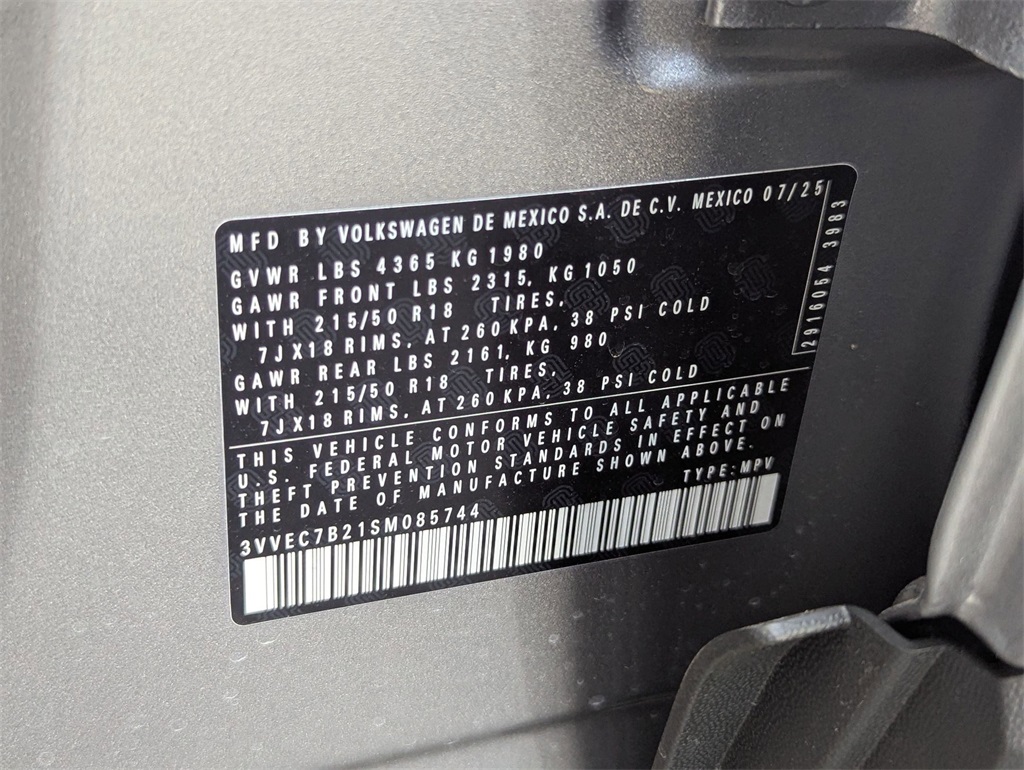 MFD BY VOLKSWAGEN DE MEXICO S.A. DE C.V. MEXICO 07/25
GVWR LBS 4365 KG 1980
GAWR FRONT LBS 2315, KG 1050
WITH 215/50 R18 TIRES,
7JX18 RIMS, AT 260 KPA, 38 PSI COLD
GAWR REAR LBS 2161, KG 980
WITH 215/50 R18 TIRES,
7JX18 RIMS, AT 260KPA, 38 PSI COLD
2916054 3983
THIS VEHICLE CONFORMS TO ALL APPLICABLE
U.S. FEDERAL MOTOR VEHICLE SAFETY AND
THEFT PREVENTION STANDARDS IN EFFECT ON
THE DATE OF MANUFACTURE SHOWN ABOVE.
TYPE: MPV
3VVEC7B21SM085744